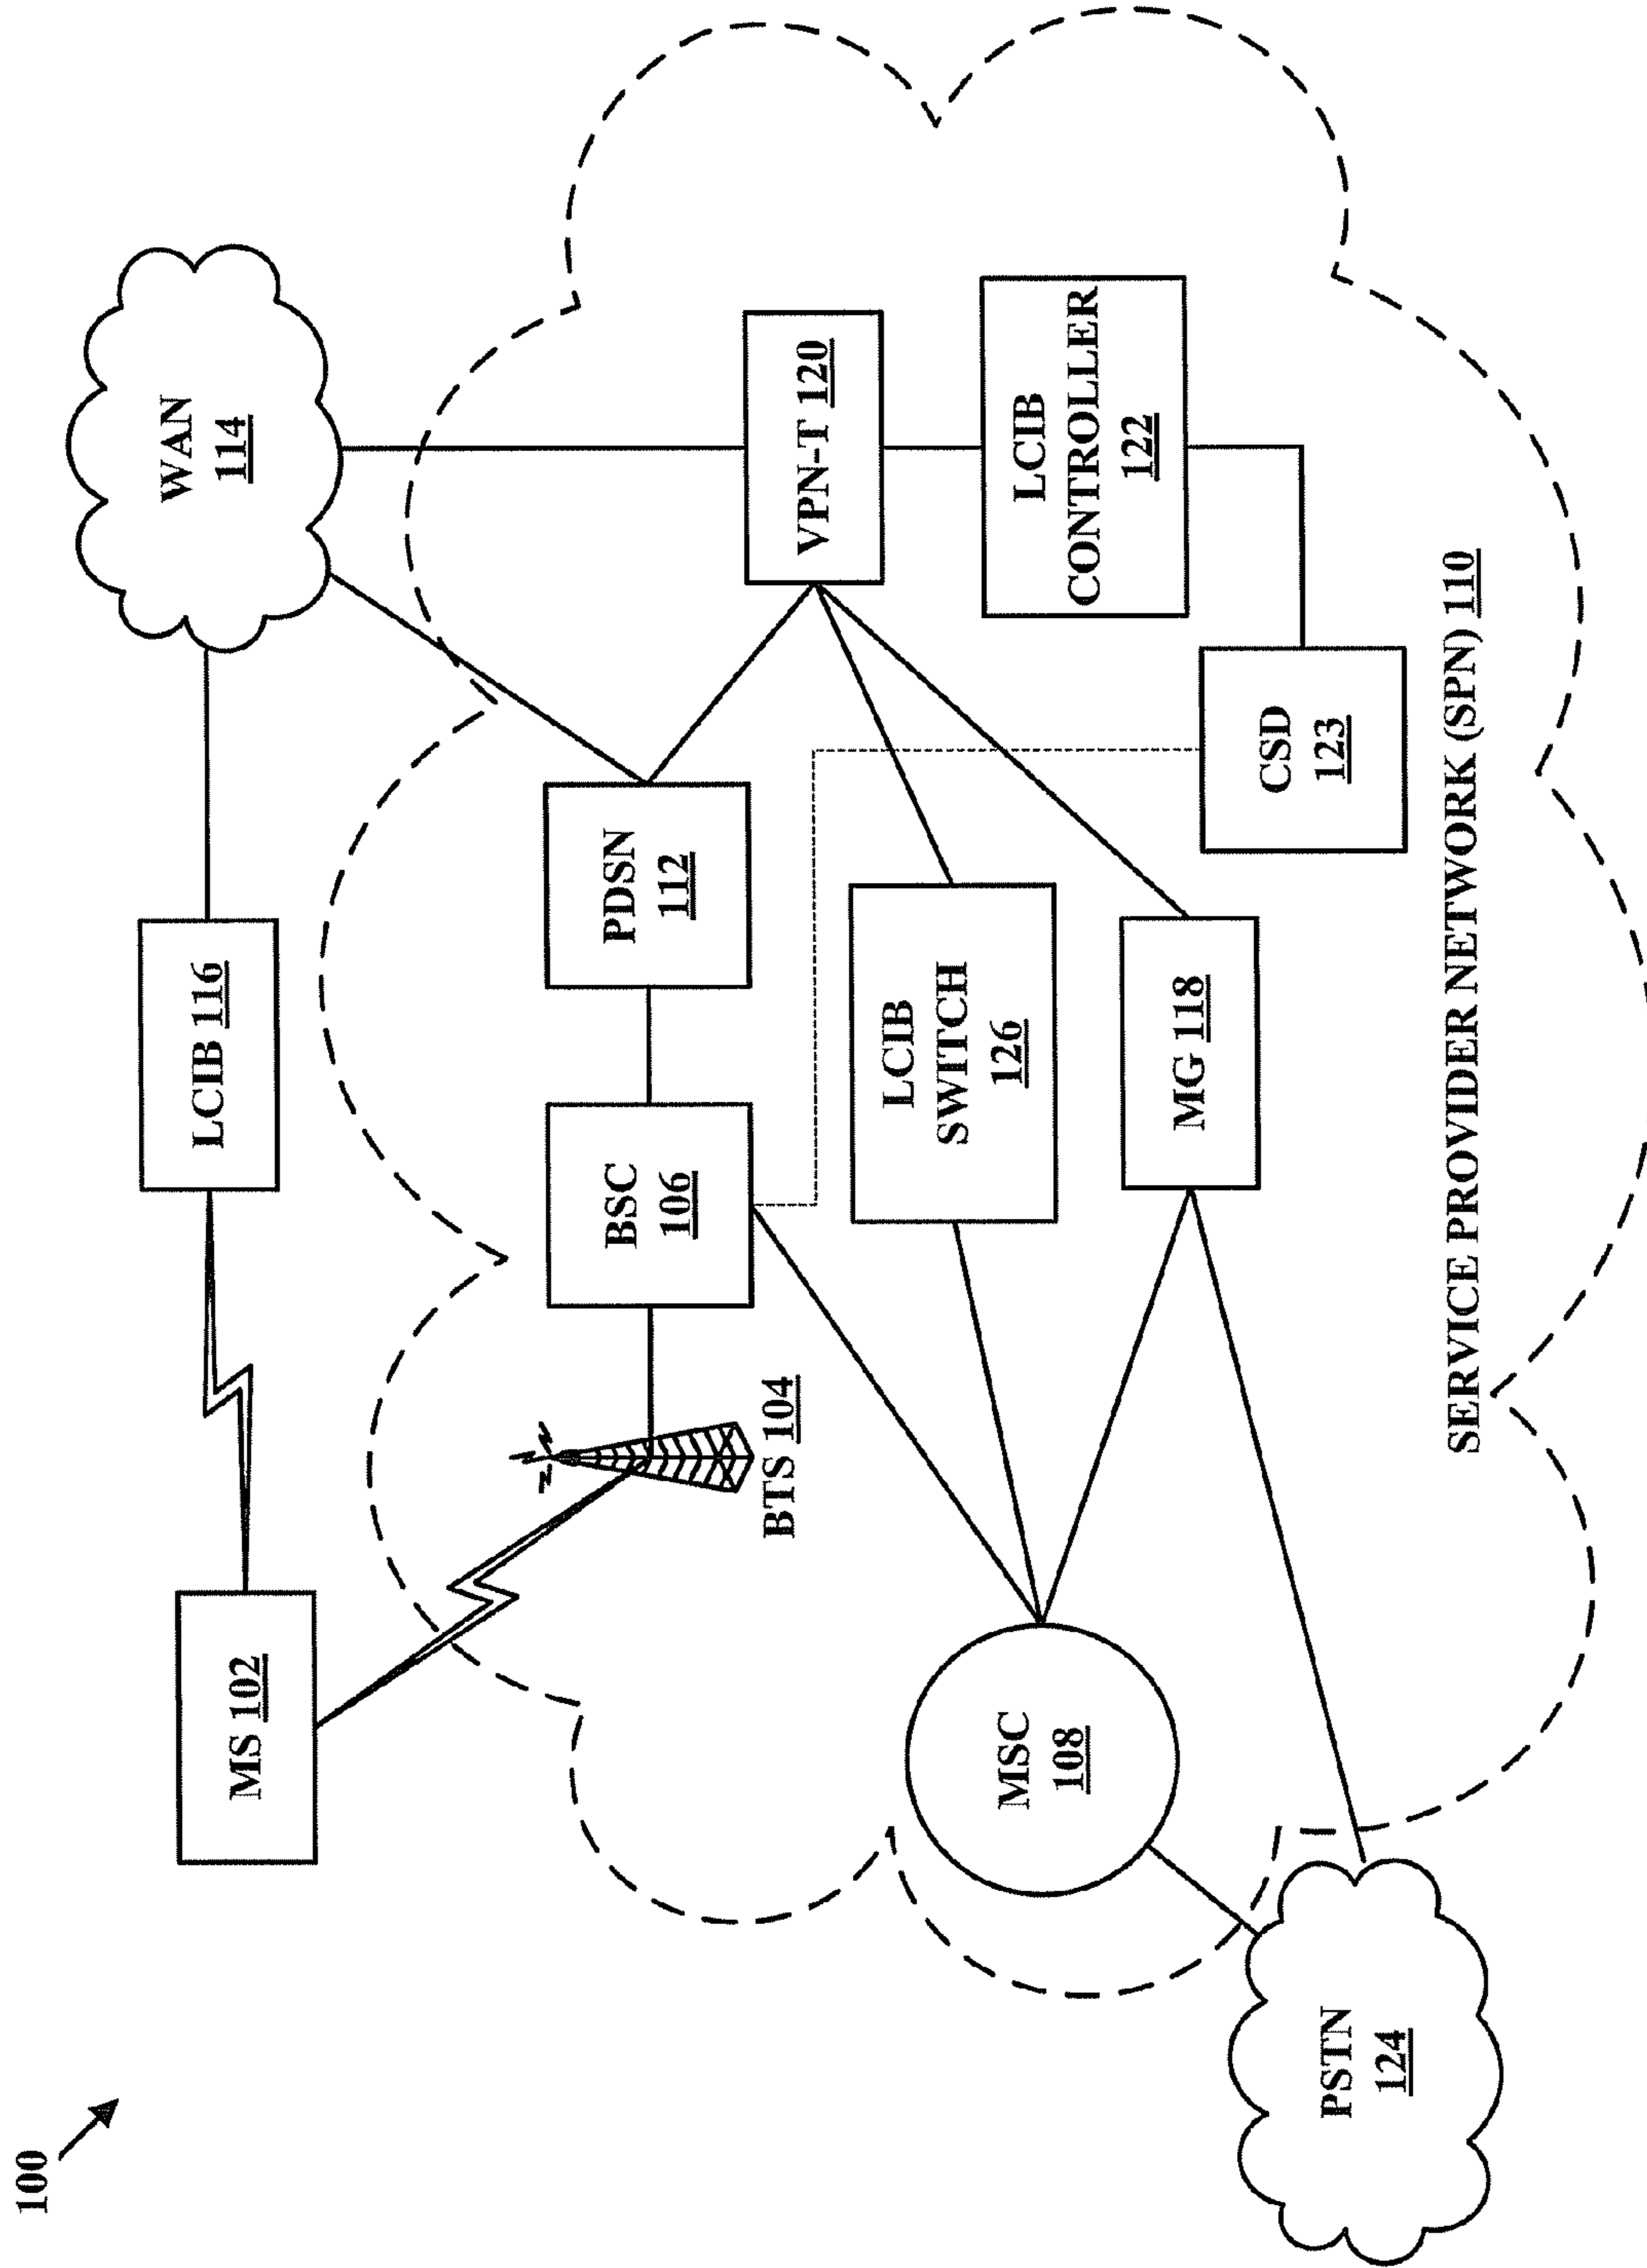 100
MS 102
LCIB 116
WAN
114
BTS 104
BSC
106
PDSN
112
VPN-T 120
LCIB
SWITCH
126
LCIB
CONTROLLER
122
MSC
108
MG 118
CSD
123
PSTN
124
SERVICE PROVIDER NETWORK (SPN) 110